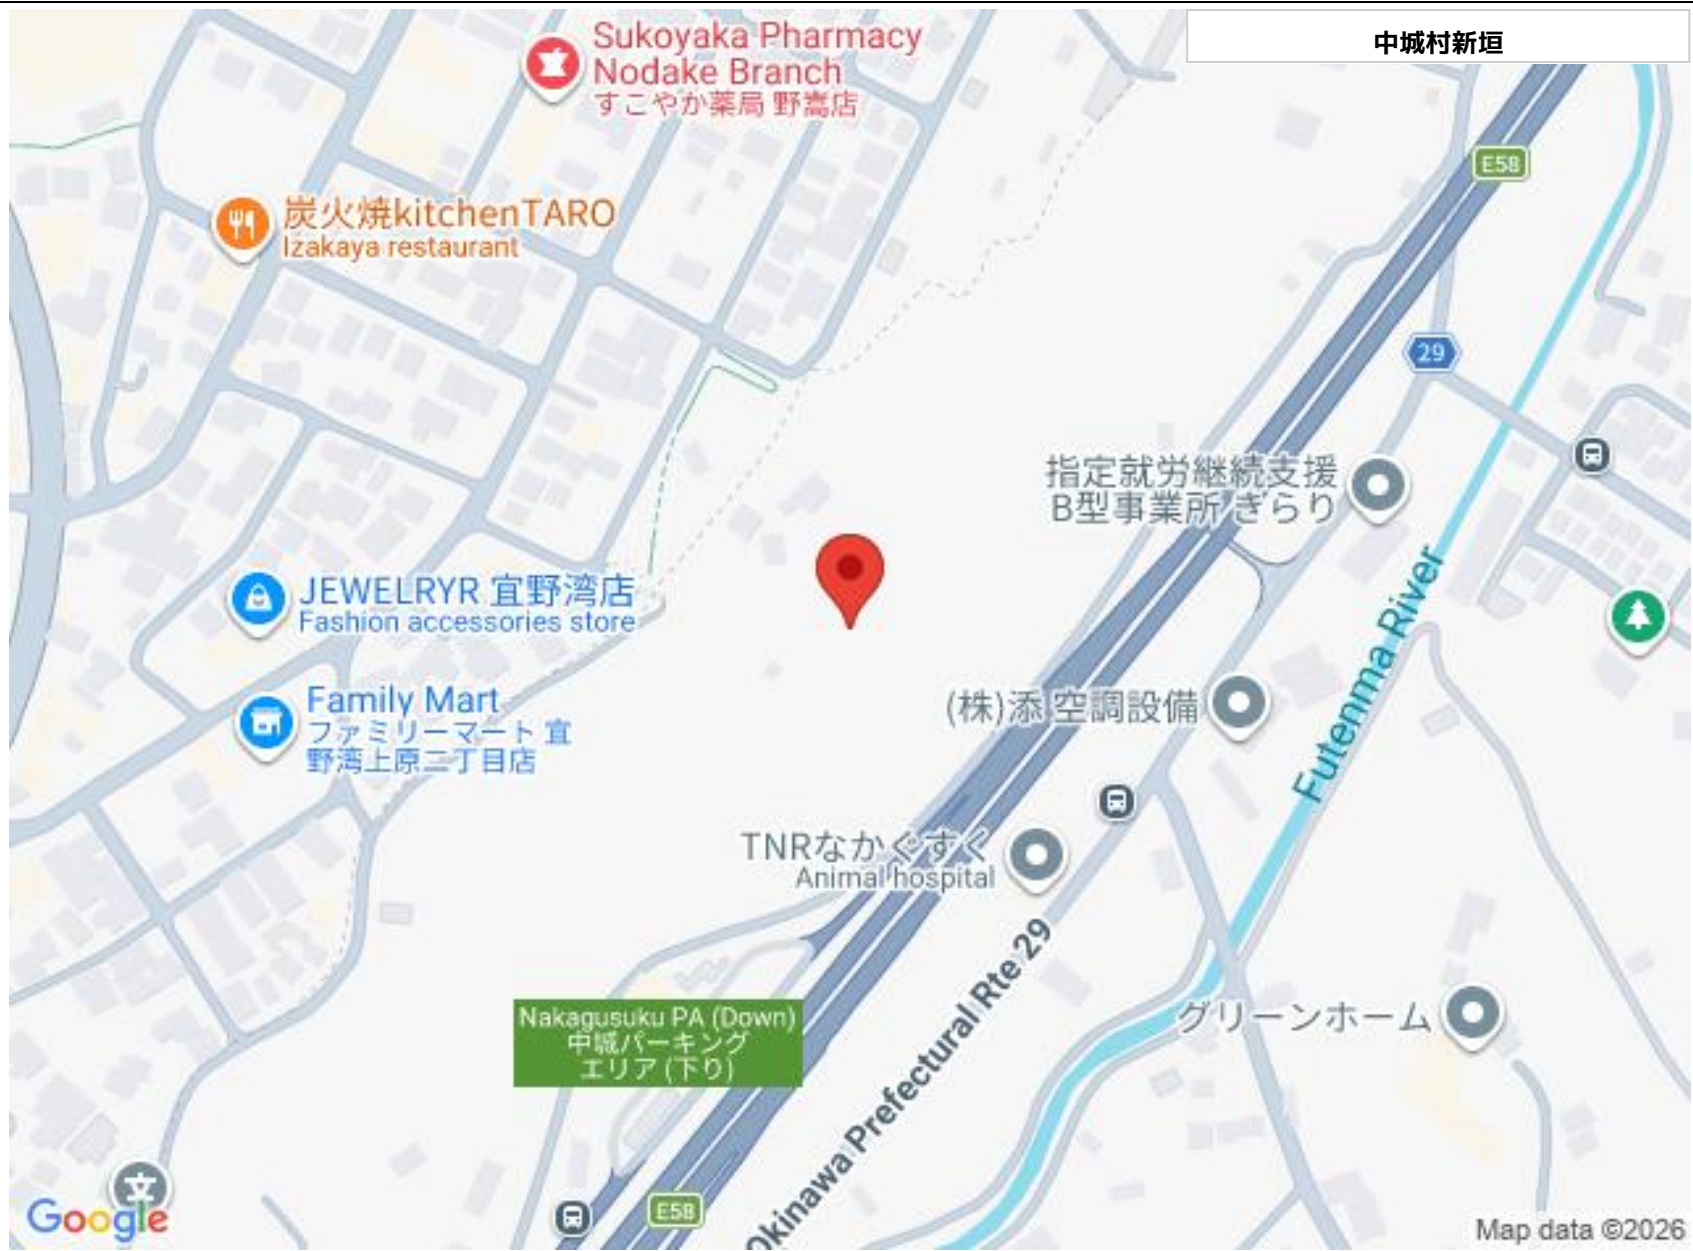 中城村新垣
Sukoyaka Pharmacy
Nodake Branch
すこやか薬局 野嵩店
E58
炭火焼kitchenTARO
Izakaya restaurant
29
指定就労継続支援
B型事業所 きらり
JEWELRYR 宜野湾店
Fashion accessories store
Futenma River
Family Mart
ファミリーマート 宜
野湾上原二丁目店
(株)添 空調設備
TNRなかぐすく
Animal hospital
Nakagusuku PA (Down)
中城パーキング
エリア (下り)
Okinawa Prefectural Rte 29
グリーンホーム
文
E58
Google
Map data ©2026